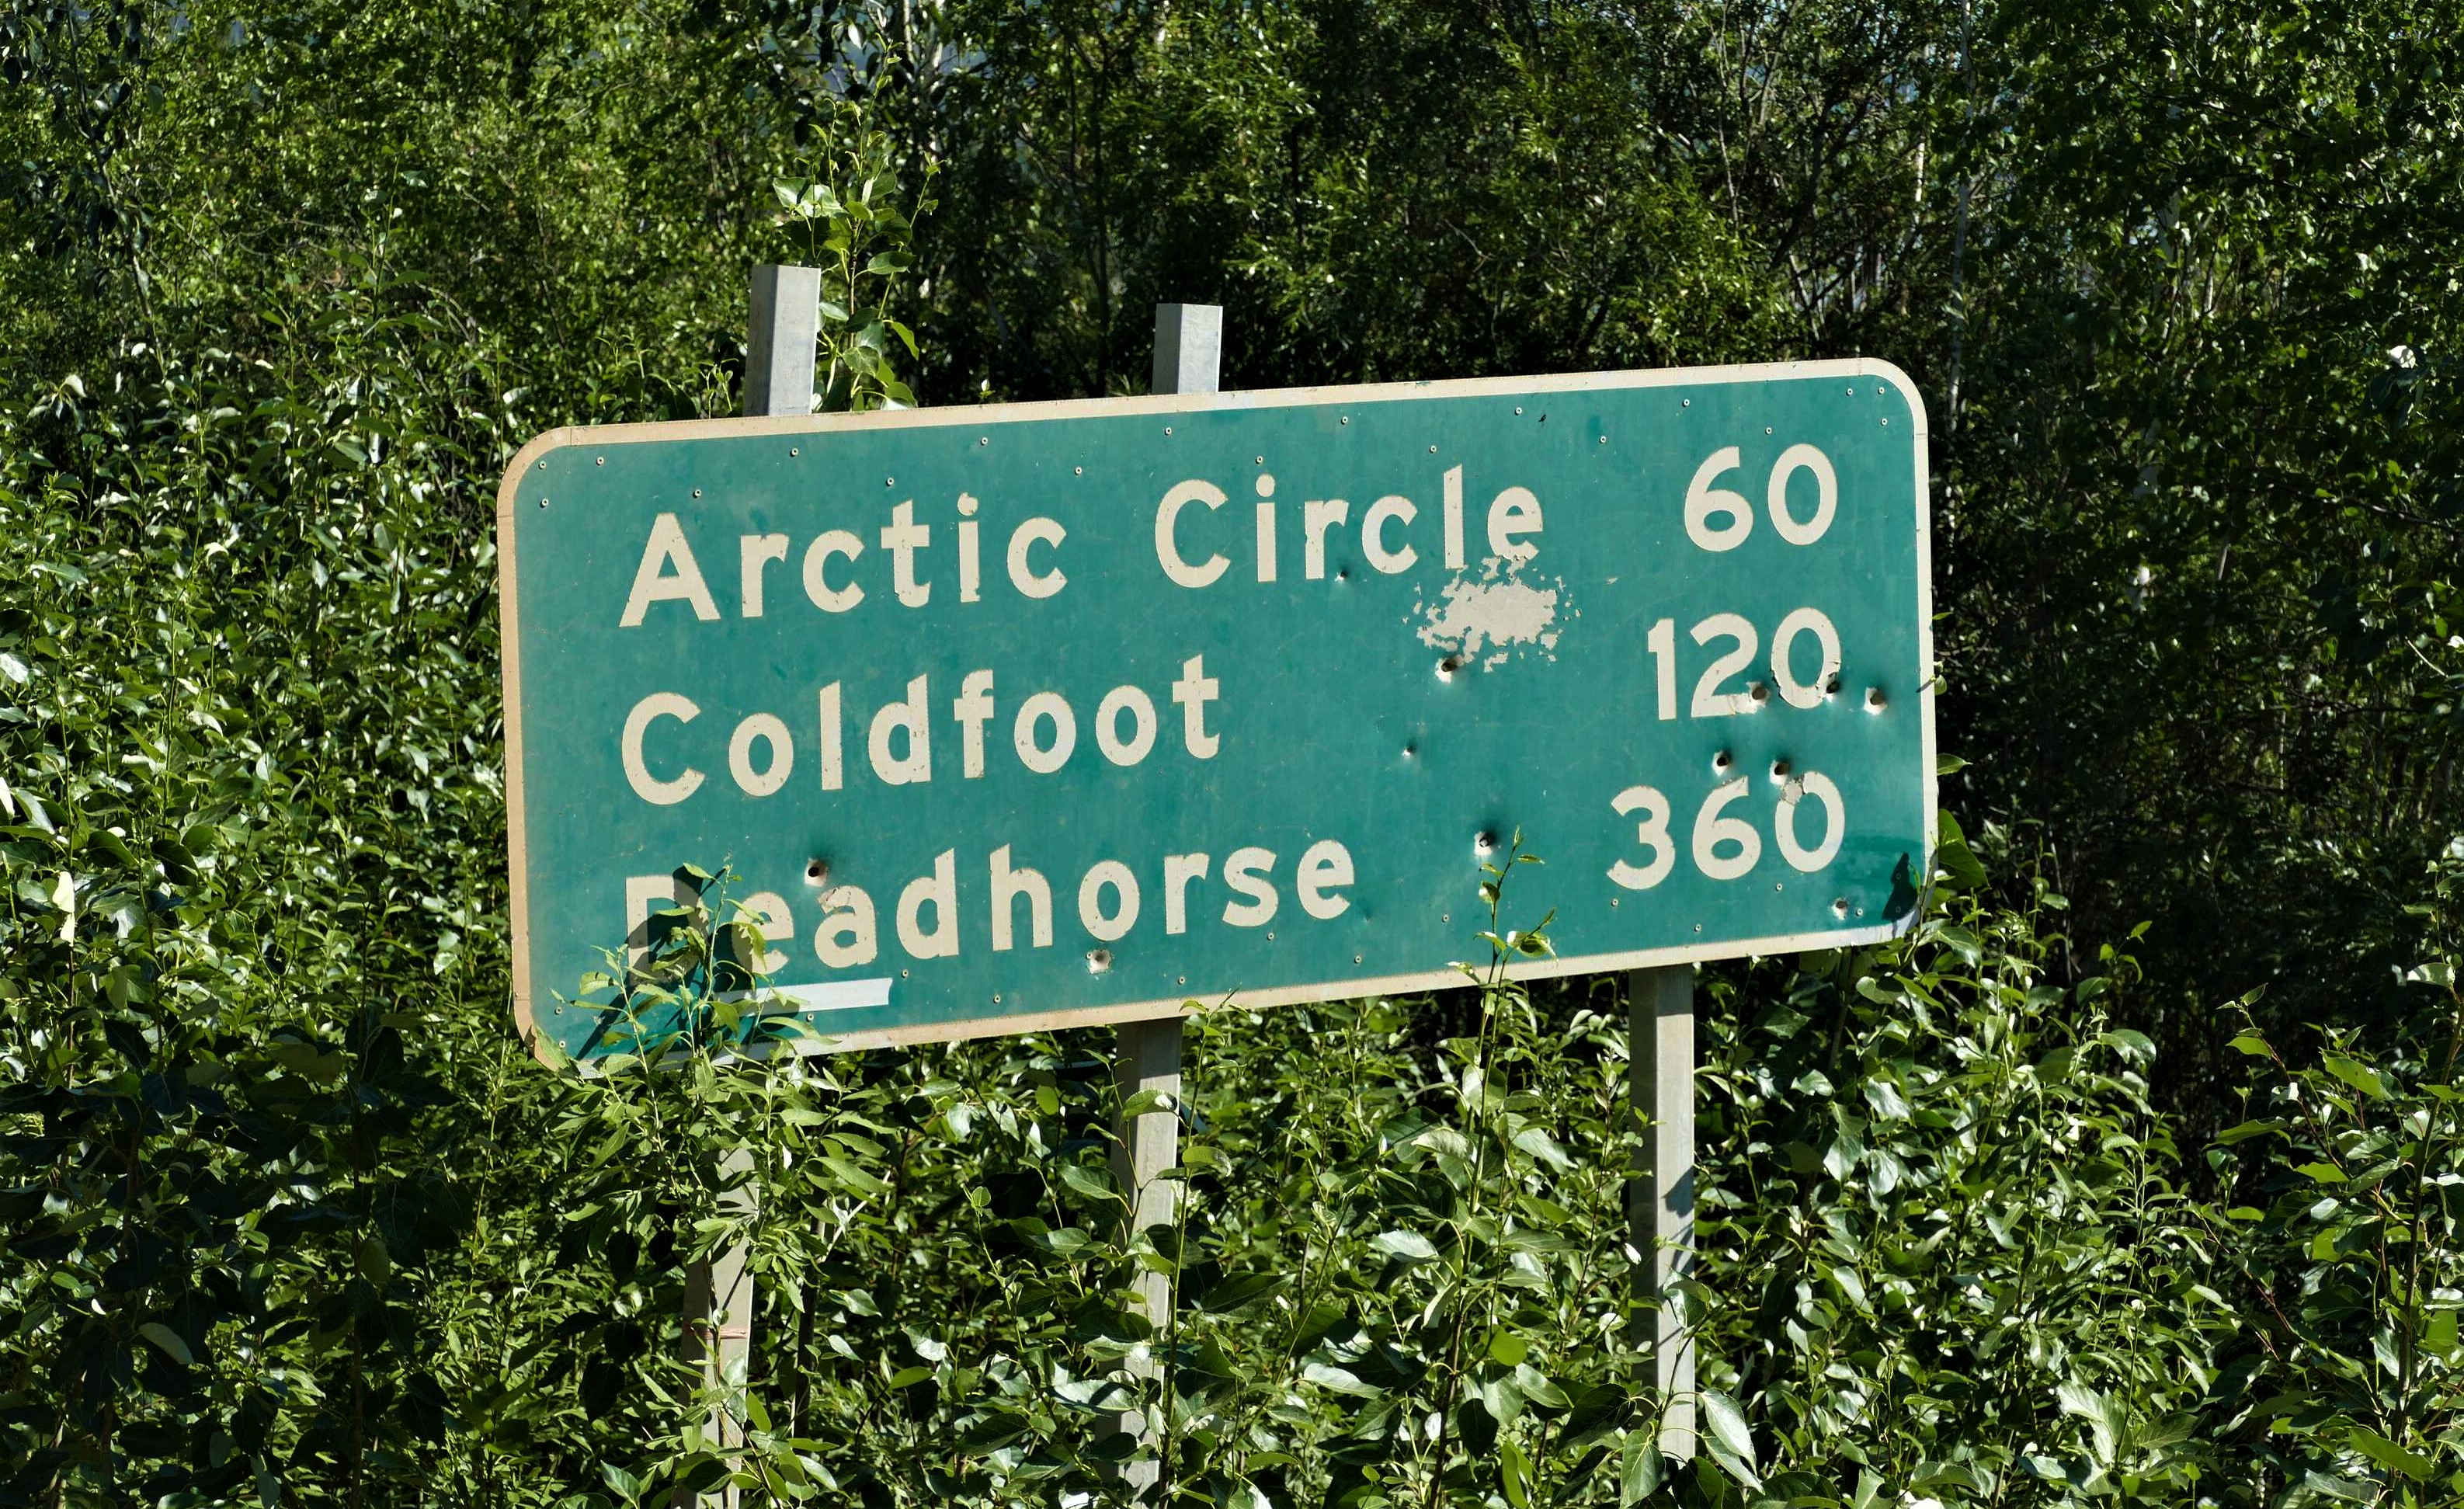 Arctic Circle 60
Coldfoot 120
Deadhorse 360